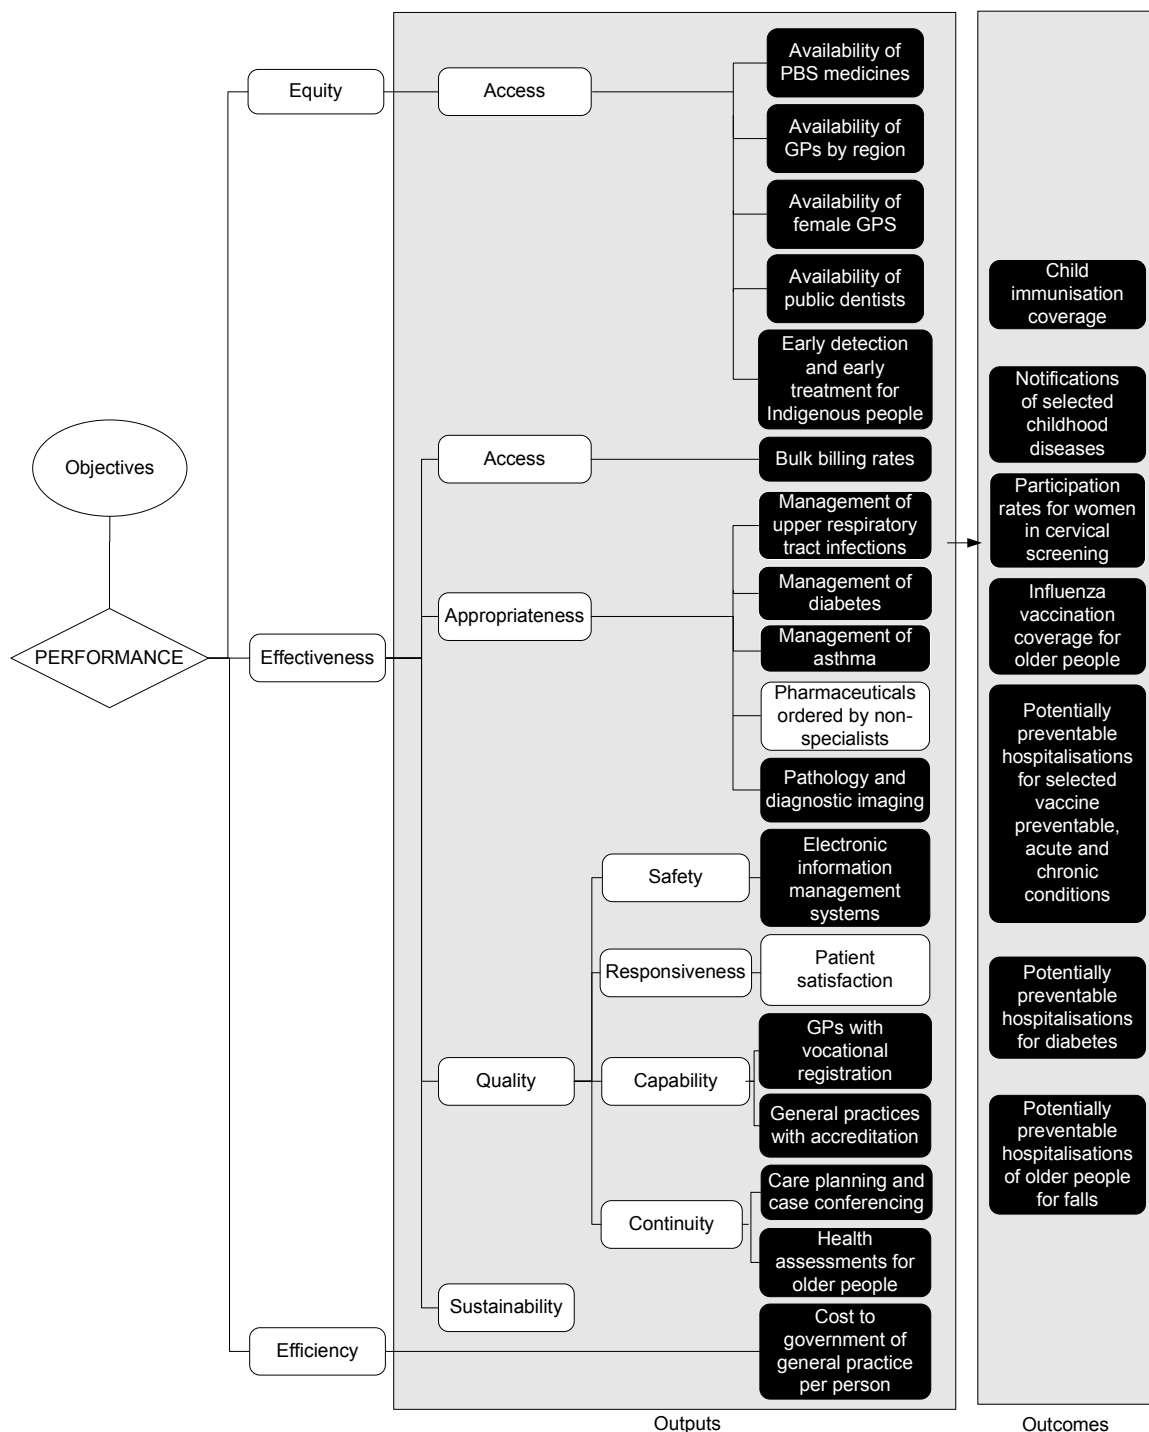 Objectives
PERFORMANCE
Equity
Access
Availability of
PBS medicines
Availability of
GPs by region
Availability of
female GPS
Availability of
public dentists
Early detection
and early
treatment for
Indigenous people
Effectiveness
Access
Bulk billing rates
Appropriateness
Management of
upper respiratory
tract infections
Management of
diabetes
Management of
asthma
Pharmaceuticals
ordered by non-
specialists
Pathology and
diagnostic imaging
Quality
Safety
Electronic
information
management
systems
Responsiveness
Patient
satisfaction
Capability
GPs with
vocational
registration
General practices
with accreditation
Continuity
Care planning and
case conferencing
Health
assessments for
older people
Sustainability
Efficiency
Cost to
government of
general practice
per person
Outputs
Child
immunisation
coverage
Notifications
of selected
childhood
diseases
Participation
rates for women
in cervical
screening
Influenza
vaccination
coverage for
older people
Potentially
preventable
hospitalisations
for selected
vaccine
preventable,
acute and
chronic
conditions
Potentially
preventable
hospitalisations
for diabetes
Potentially
preventable
hospitalisations
of older people
for falls
Outcomes